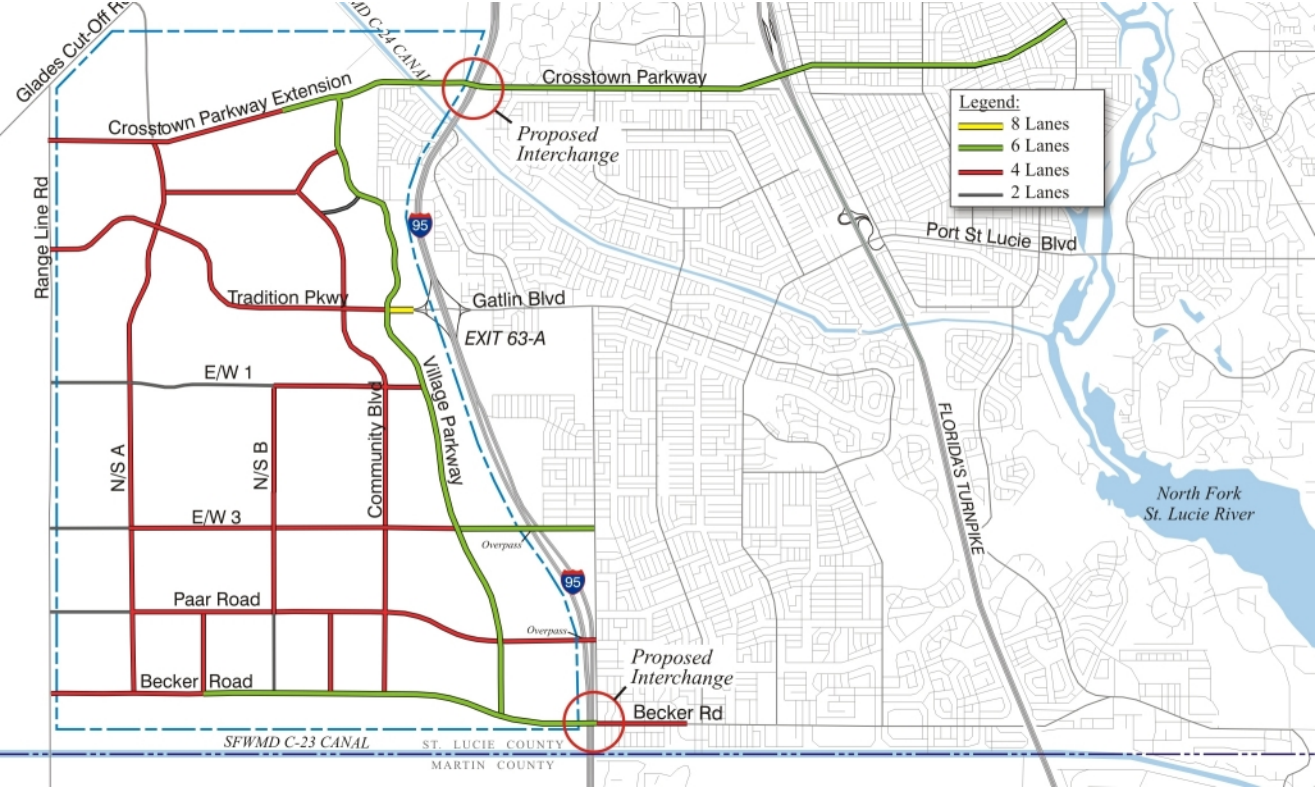 Glades Cut-Off
C-24 CANAL
Crosstown Parkway Extension
Crosstown Parkway
Proposed
Interchange
Legend:
8 Lanes
6 Lanes
4 Lanes
2 Lanes
Range Line Rd
95
Port St Lucie Blvd
Tradition Pkwy
Gatlin Blvd
EXIT 63-A
E/W 1
Village Parkway
Community Blvd
N/S A
N/S B
FLORIDA'S TURNPIKE
North Fork
St. Lucie River
E/W 3
Overpass
95
Paar Road
Overpass
Proposed
Interchange
Becker Road
Becker Rd
SFWMD C-23 CANAL
ST. LUCIE COUNTY
MARTIN COUNTY